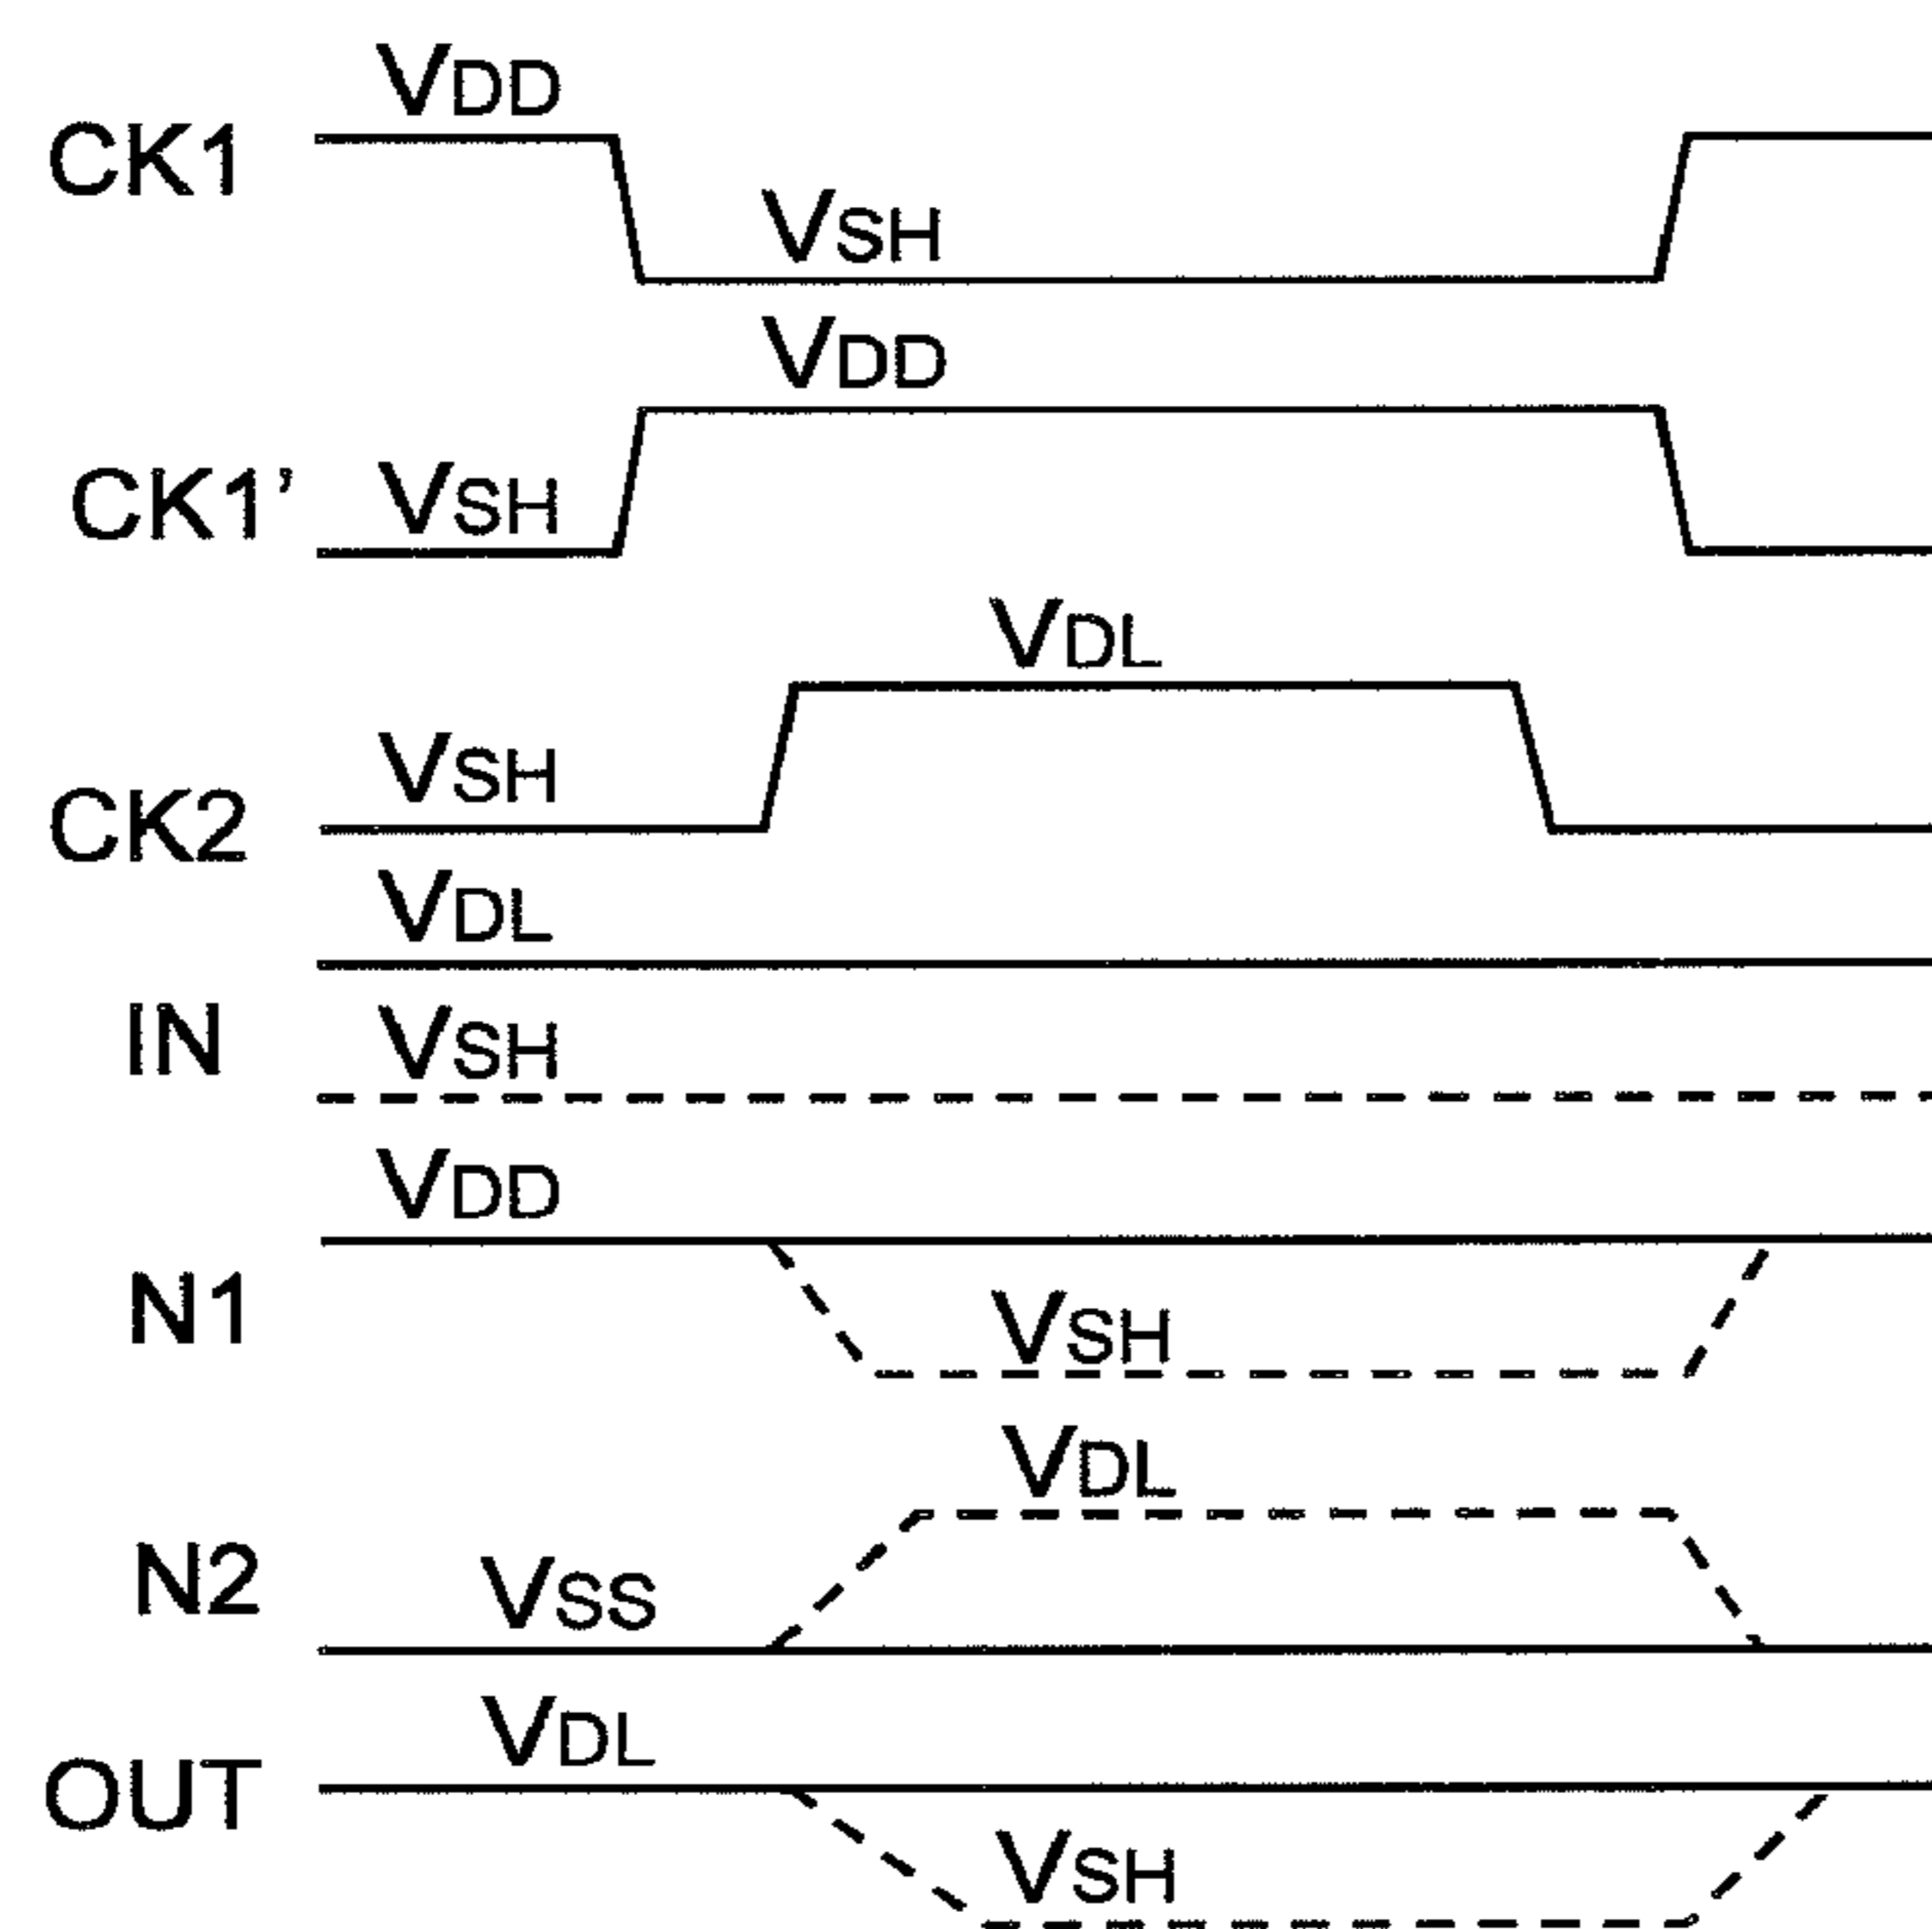 VDD
CK1
VSH
VDD
CK1'
VSH
VDL
VSH
CK2
VDL
IN
VSH
VDD
N1
VSH
VDL
N2
VSS
VDL
OUT
VSH